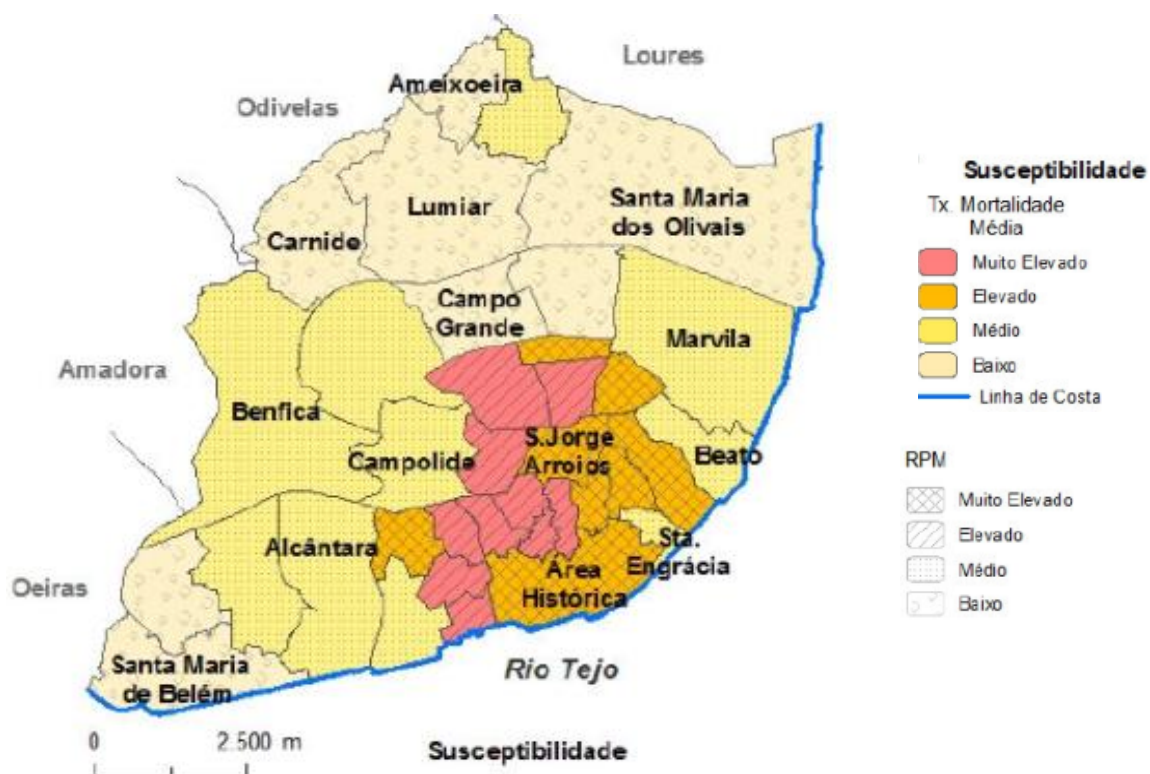 Loures
Ameixoeira
Odivelas
Lumiar
Santa Maria
dos Olivais
Carnide
Campo
Grande
Marvila
Amadora
Benfica
S.Jorge
Arroios
Campolide
Beato
Alcântara
Sta.
Engrácia
Área
Histórica
Oeiras
Santa Maria
de Belém
Rio Tejo
0 2.500 m
Susceptibilidade
Susceptibilidade
Tx. Mortalidade
Média
Muito Elevado
Elevado
Médio
Baixo
Linha de Costa
RPM
Muito Elevado
Elevado
Médio
Baixo